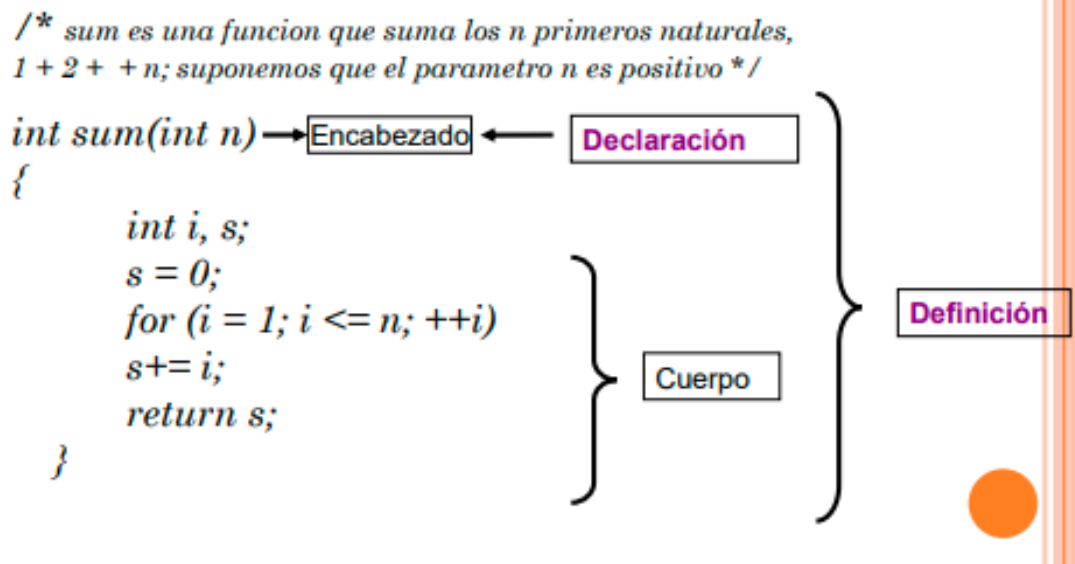 /* sum es una funcion que suma los n primeros naturales,
1 + 2 + + n; suponemos que el parametro n es positivo */
int sum(int n) Encabezado Declaración
{
int i, s;
s = 0;
for (i = 1; i <= n; ++i)
s+= i;
return s;
}
Cuerpo
Definición